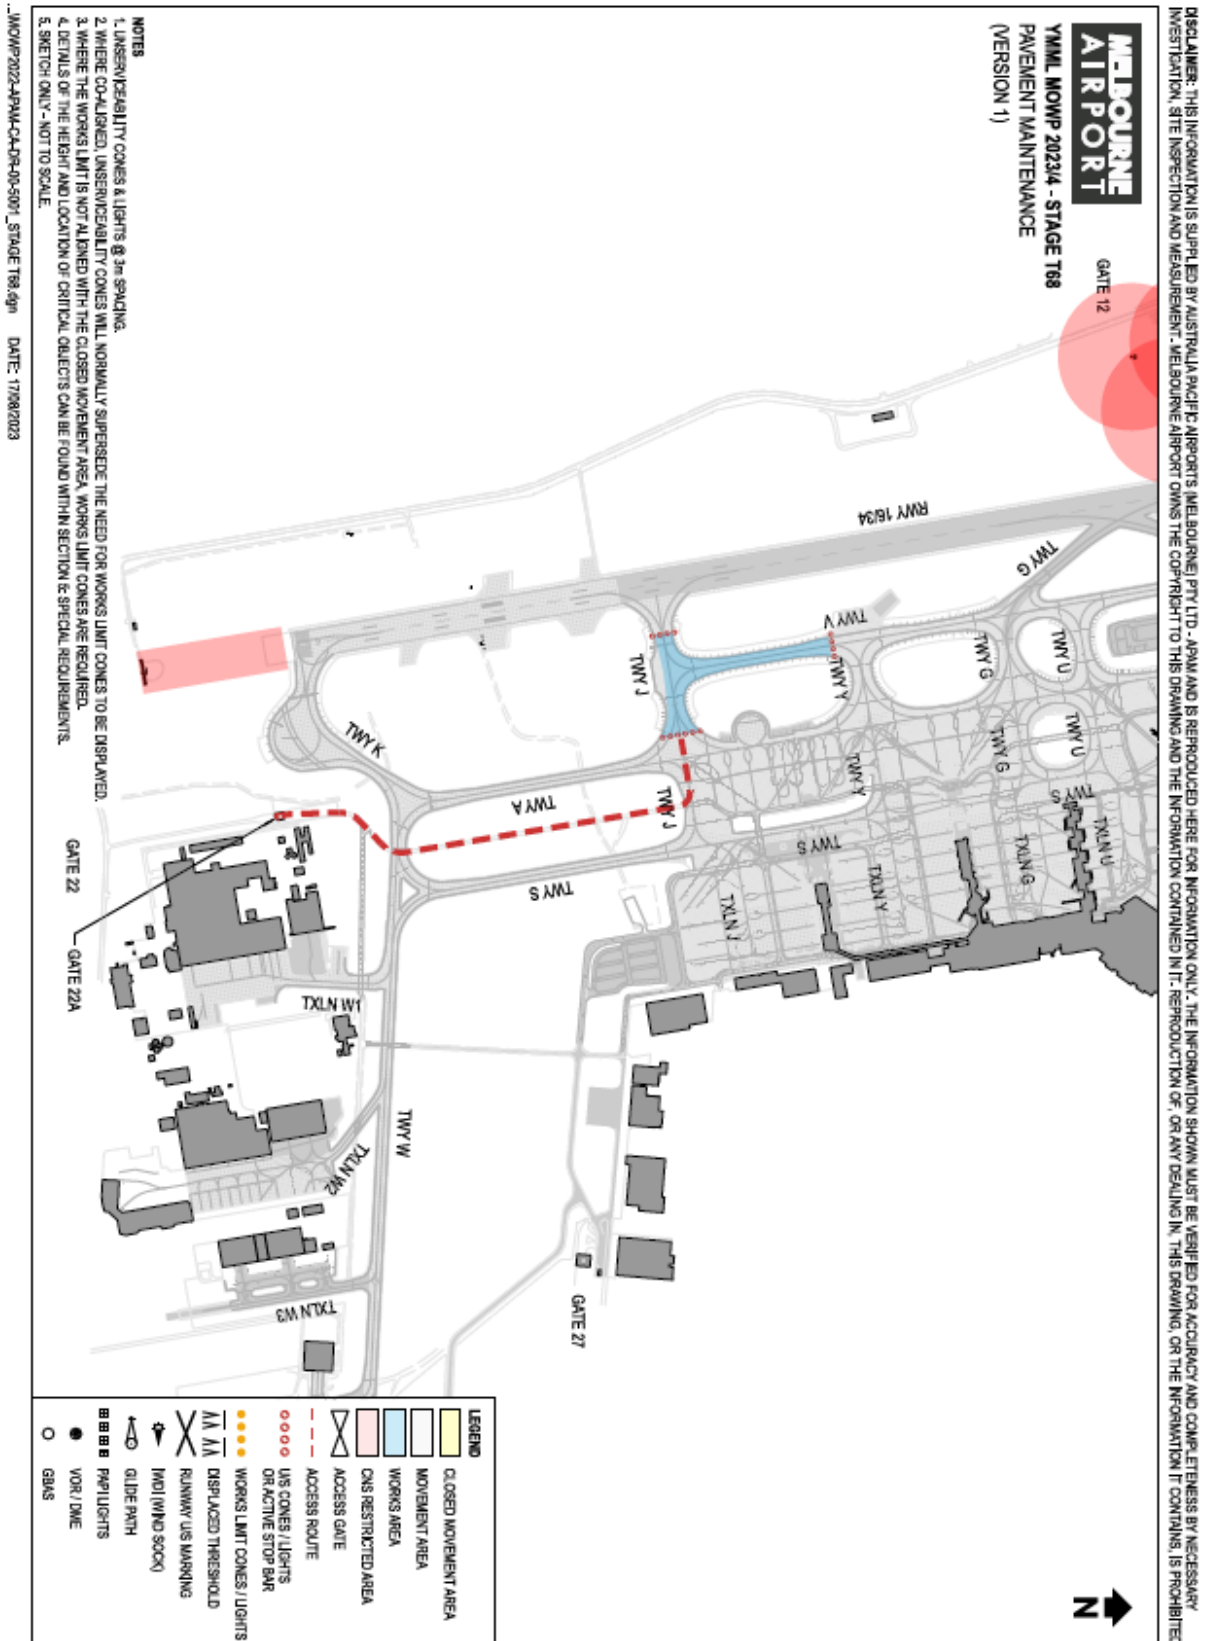 DISCLAIMER: THIS INFORMATION IS SUPPLIED BY AUSTRALIA PACIFIC AIRPORTS (MELBOURNE) PTY LTD - APAM AND IS REPRODUCED HERE FOR INFORMATION ONLY. THE INFORMATION SHOWN MUST BE VERIFIED FOR ACCURACY AND COMPLETENESS BY NECESSARY
INVESTIGATION, SITE INSPECTION AND MEASUREMENT. MELBOURNE AIRPORT OWNS THE COPYRIGHT TO THIS DRAWING AND THE INFORMATION CONTAINED IN IT. REPRODUCTION OF, OR ANY DEALING IN, THIS DRAWING, OR THE INFORMATION IT CONTAINS, IS PROHIBITED
MELBOURNE
AIRPORT
YMML MOWP 2023/4 - STAGE T68
PAVEMENT MAINTENANCE
(VERSION 1)
GATE 12
N
RWY 16/34
TWY G
TWY V
TWY G
TWY U
TWY U
TWY G
TWY Y
TWY Y
TWY S
TXLN U
TXLN G
TWY J
TWY J
TWY S
TXLN Y
TXLN J
TWY K
TWY A
TWY S
TXLN W1
TWY W
TXLN W2
TXLN W3
GATE 22
GATE 22A
GATE 27
NOTES
1. UNSERVICEABILITY CONES & LIGHTS @ 3m SPACING.
2. WHERE CO-ALIGNED, UNSERVICEABILITY CONES WILL NORMALLY SUPERSEDE THE NEED FOR WORKS LIMIT CONES TO BE DISPLAYED.
3. WHERE THE WORKS LIMIT IS NOT ALIGNED WITH THE CLOSED MOVEMENT AREA, WORKS LIMIT CONES ARE REQUIRED.
4. DETAILS OF THE HEIGHT AND LOCATION OF CRITICAL OBJECTS CAN BE FOUND WITHIN SECTION 6: SPECIAL REQUIREMENTS.
5. SKETCH ONLY - NOT TO SCALE.
LEGEND
CLOSED MOVEMENT AREA
MOVEMENT AREA
WORKS AREA
CNS RESTRICTED AREA
ACCESS GATE
ACCESS ROUTE
U/S CONES / LIGHTS
OR ACTIVE STOP BAR
WORKS LIMIT CONES / LIGHTS
DISPLACED THRESHOLD
RUNWAY U/S MARKING
IWDI (WIND SOCK)
GLIDE PATH
PAPI LIGHTS
VOR / DME
GBAS
...\MOWP2022-APAM-CA-DR-00-5001_STAGE T68.dgn DATE: 17/08/2023